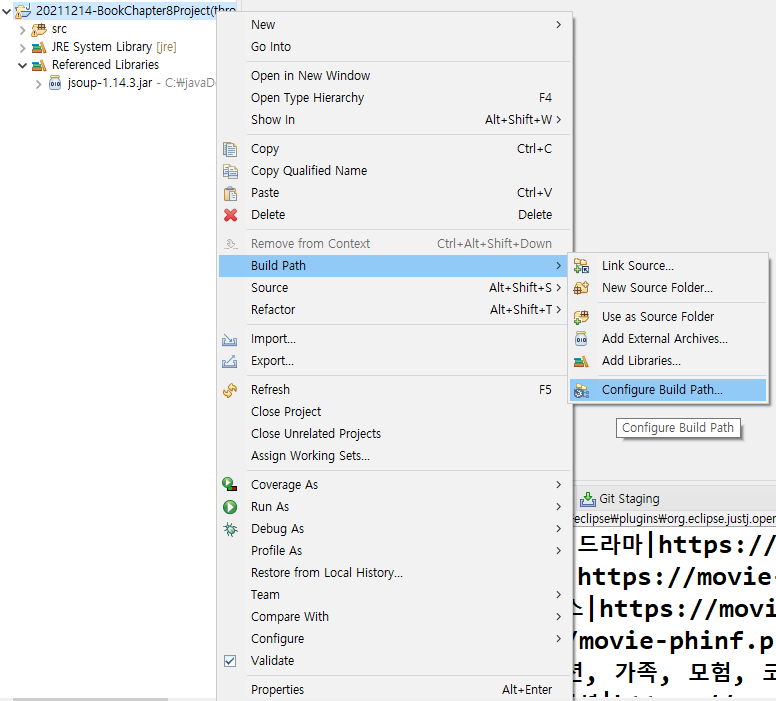 20211214-BookChapter8Project(thro
src
JRE System Library [jre]
Referenced Libraries
jsoup-1.14.3.jar - C:₩javaD
New
Go Into
Open in New Window
Open Type Hierarchy F4
Show In Alt+Shift+W
Copy Ctrl+C
Copy Qualified Name
Paste Ctrl+V
Delete Delete
Remove from Context Ctrl+Alt+Shift+Down
Build Path
Source Alt+Shift+S
Refactor Alt+Shift+T
Import...
Export...
Refresh F5
Close Project
Close Unrelated Projects
Assign Working Sets...
Coverage As
Run As
Debug As
Profile As
Restore from Local History...
Team
Compare With
Configure
Validate
Properties Alt+Enter
Link Source...
New Source Folder...
Use as Source Folder
Add External Archives...
Add Libraries...
Configure Build Path...
Configure Build Path
Git Staging
eclipse₩plugins₩org.eclipse.justj.open
드라마|https://
https://movie-
스|https://movi
/movie-phinf.p
변, 가족, 모험, 코